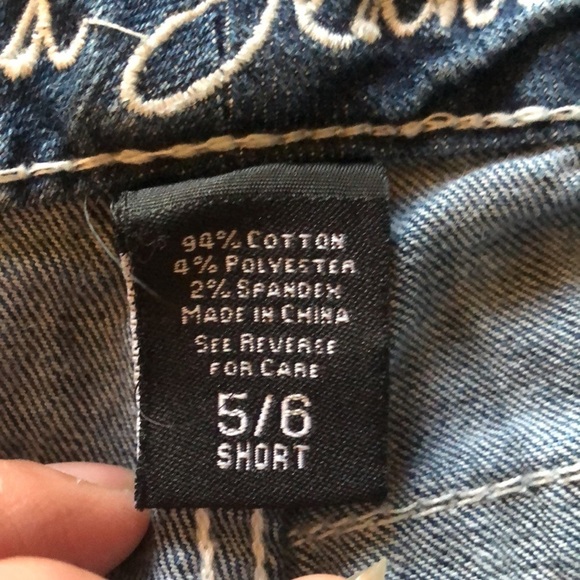 94% COTTON
4% POLYESTER
2% SPANDEX
MADE IN CHINA
SEE REVERSE
FOR CARE
5/6
SHORT